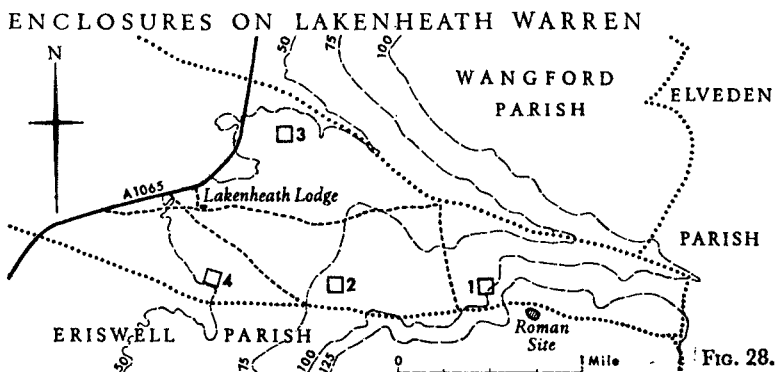 ENCLOSURES ON LAKENHEATH WARREN
N
50
75
100
WANGFORD
PARISH
ELVEDEN
3
A1065
Lakenheath Lodge
PARISH
4
2
1
ERISWELL PARISH
Roman
Site
50
75
100
125
0
1 Mile
FIG. 28.